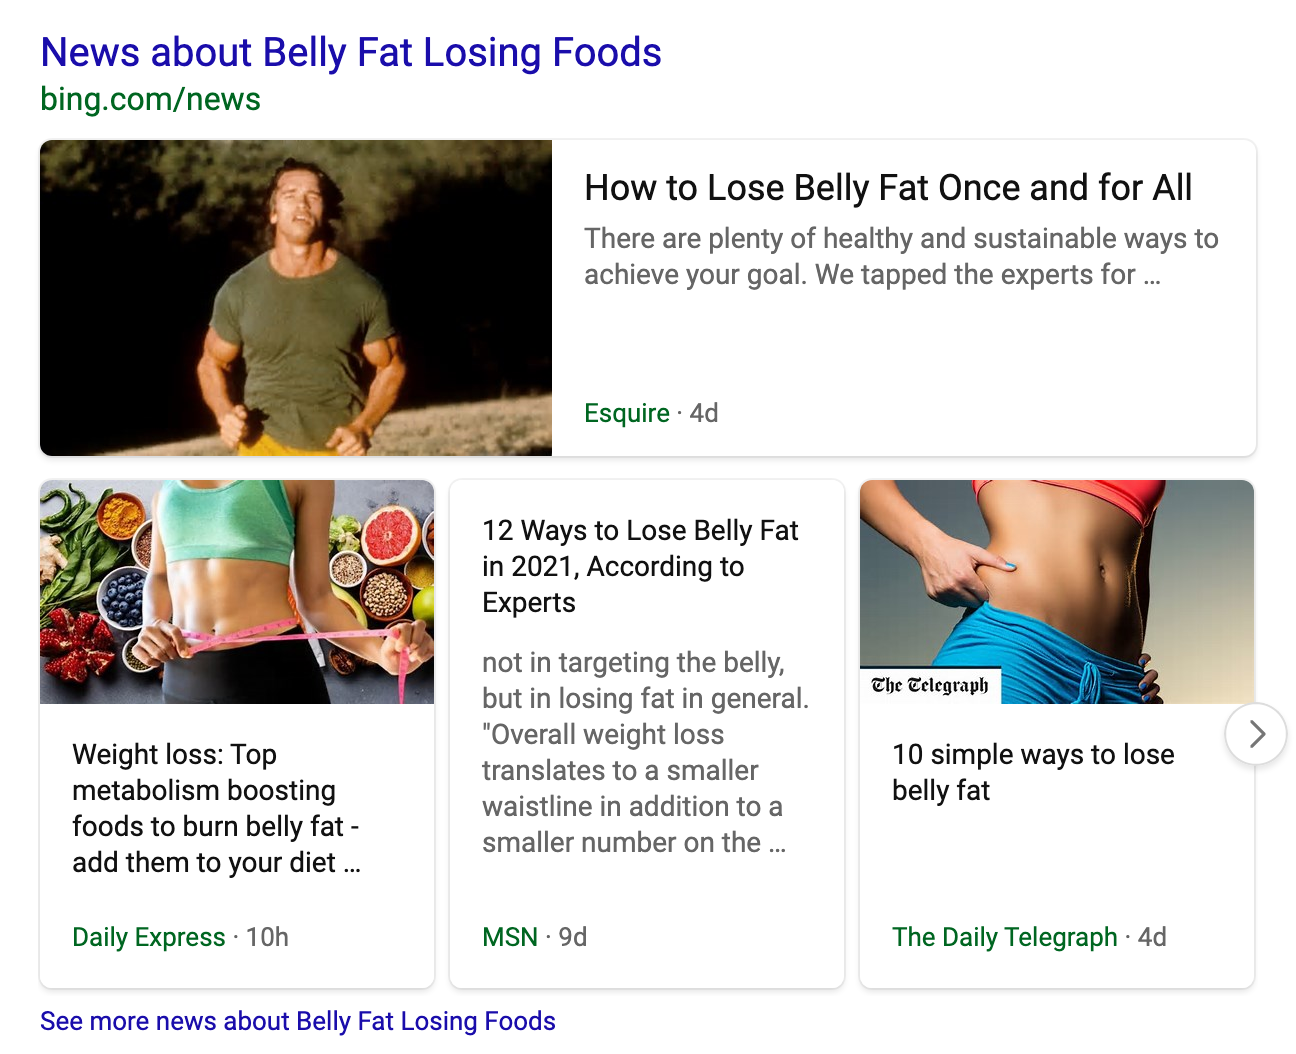 News about Belly Fat Losing Foods
bing.com/news
How to Lose Belly Fat Once and for All
There are plenty of healthy and sustainable ways to
achieve your goal. We tapped the experts for ...
Esquire · 4d
Weight loss: Top
metabolism boosting
foods to burn belly fat -
add them to your diet ...
Daily Express · 10h
12 Ways to Lose Belly Fat
in 2021, According to
Experts
not in targeting the belly,
but in losing fat in general.
"Overall weight loss
translates to a smaller
waistline in addition to a
smaller number on the ...
MSN · 9d
The Telegraph
10 simple ways to lose
belly fat
The Daily Telegraph · 4d
See more news about Belly Fat Losing Foods